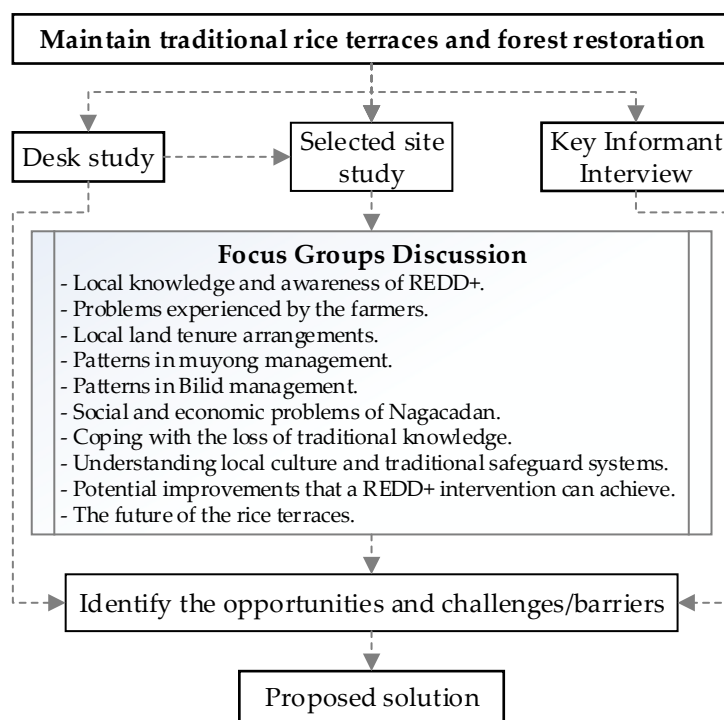 Maintain traditional rice terraces and forest restoration
Desk study
Selected site
study
Key Informant
Interview
Focus Groups Discussion
- Local knowledge and awareness of REDD+.
- Problems experienced by the farmers.
- Local land tenure arrangements.
- Patterns in muyong management.
- Patterns in Bilid management.
- Social and economic problems of Nagacadan.
- Coping with the loss of traditional knowledge.
- Understanding local culture and traditional safeguard systems.
- Potential improvements that a REDD+ intervention can achieve.
- The future of the rice terraces.
Identify the opportunities and challenges/barriers
Proposed solution